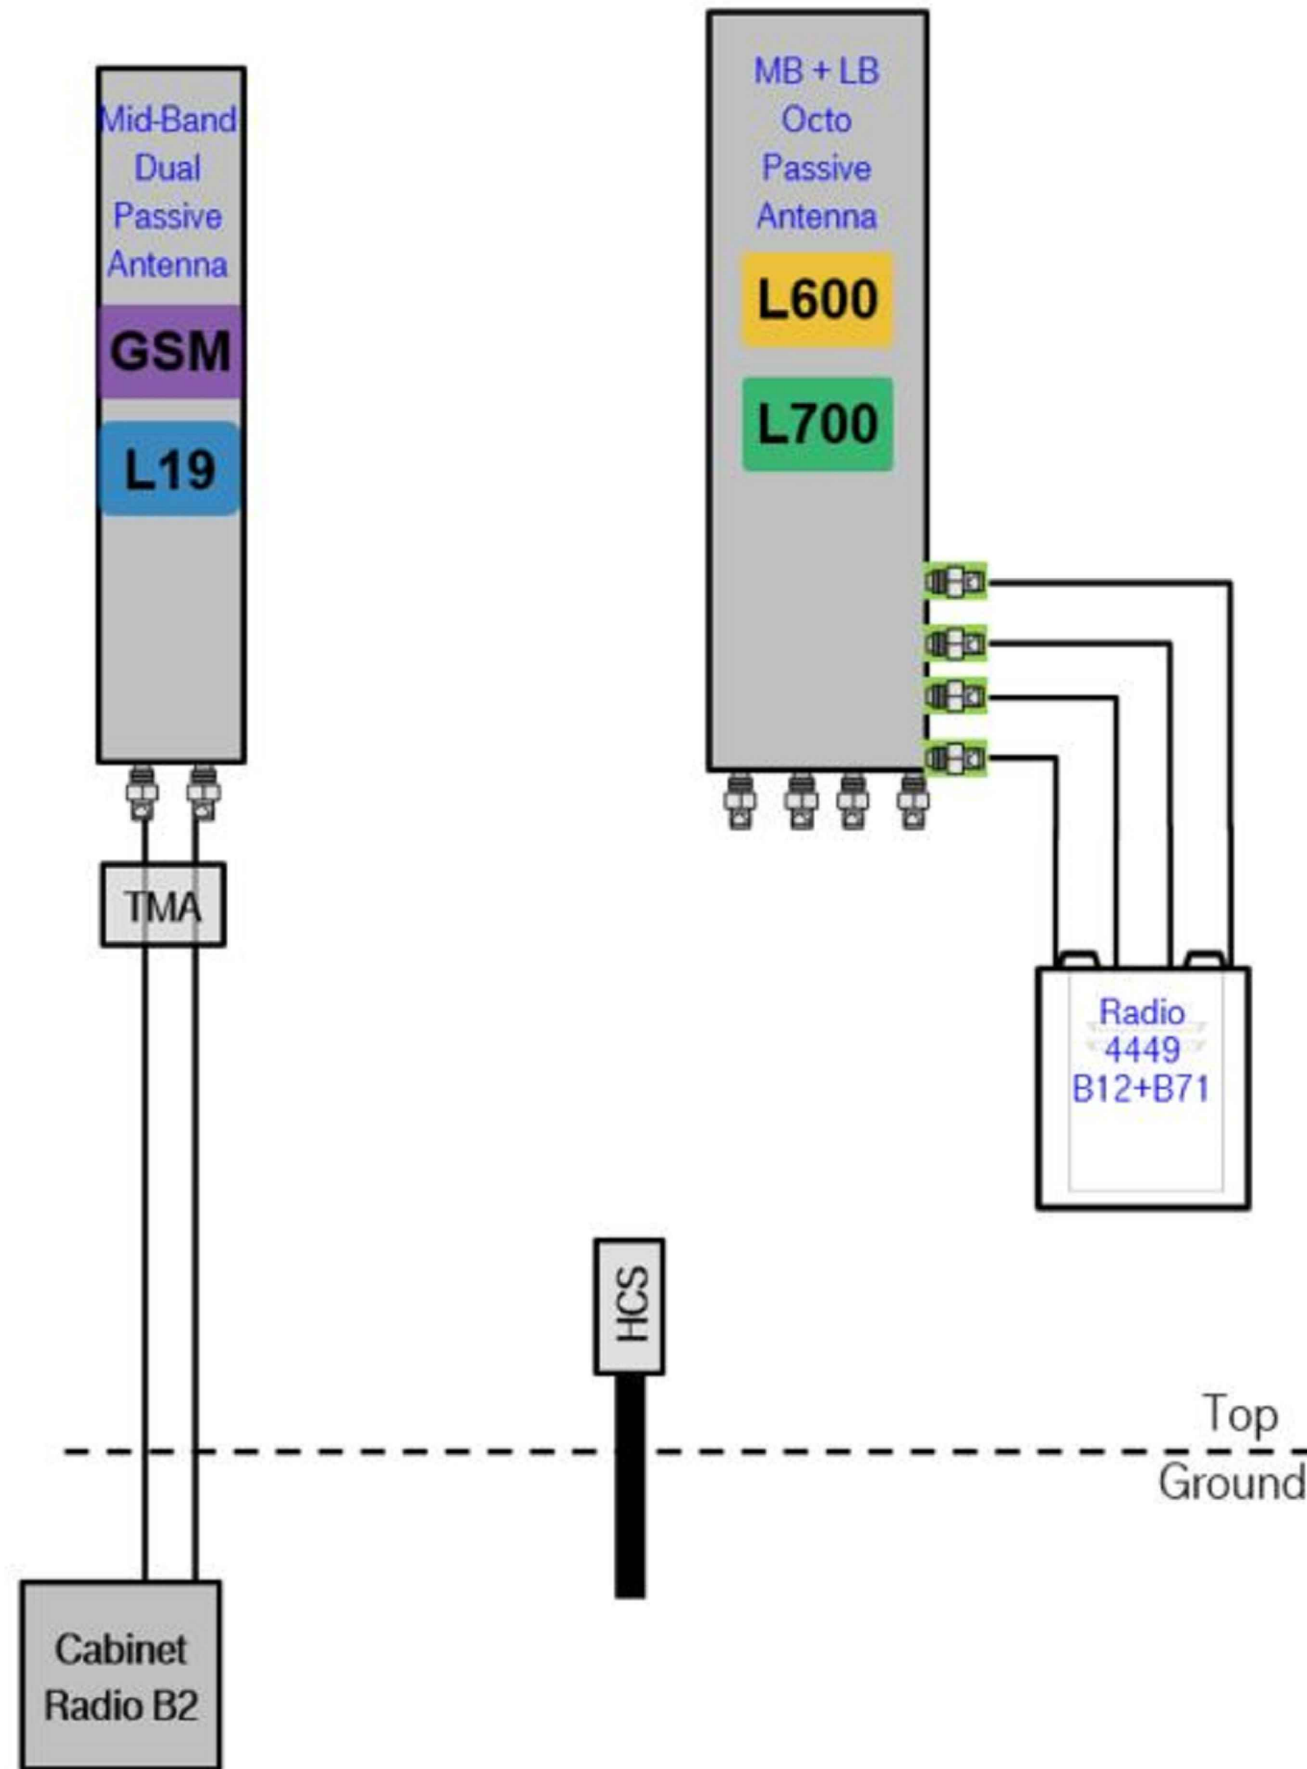 Mid-Band
Dual
Passive
Antenna
GSM
L19
TMA
MB + LB
Octo
Passive
Antenna
L600
L700
Radio
4449
B12+B71
HCS
Top
Ground
Cabinet
Radio B2